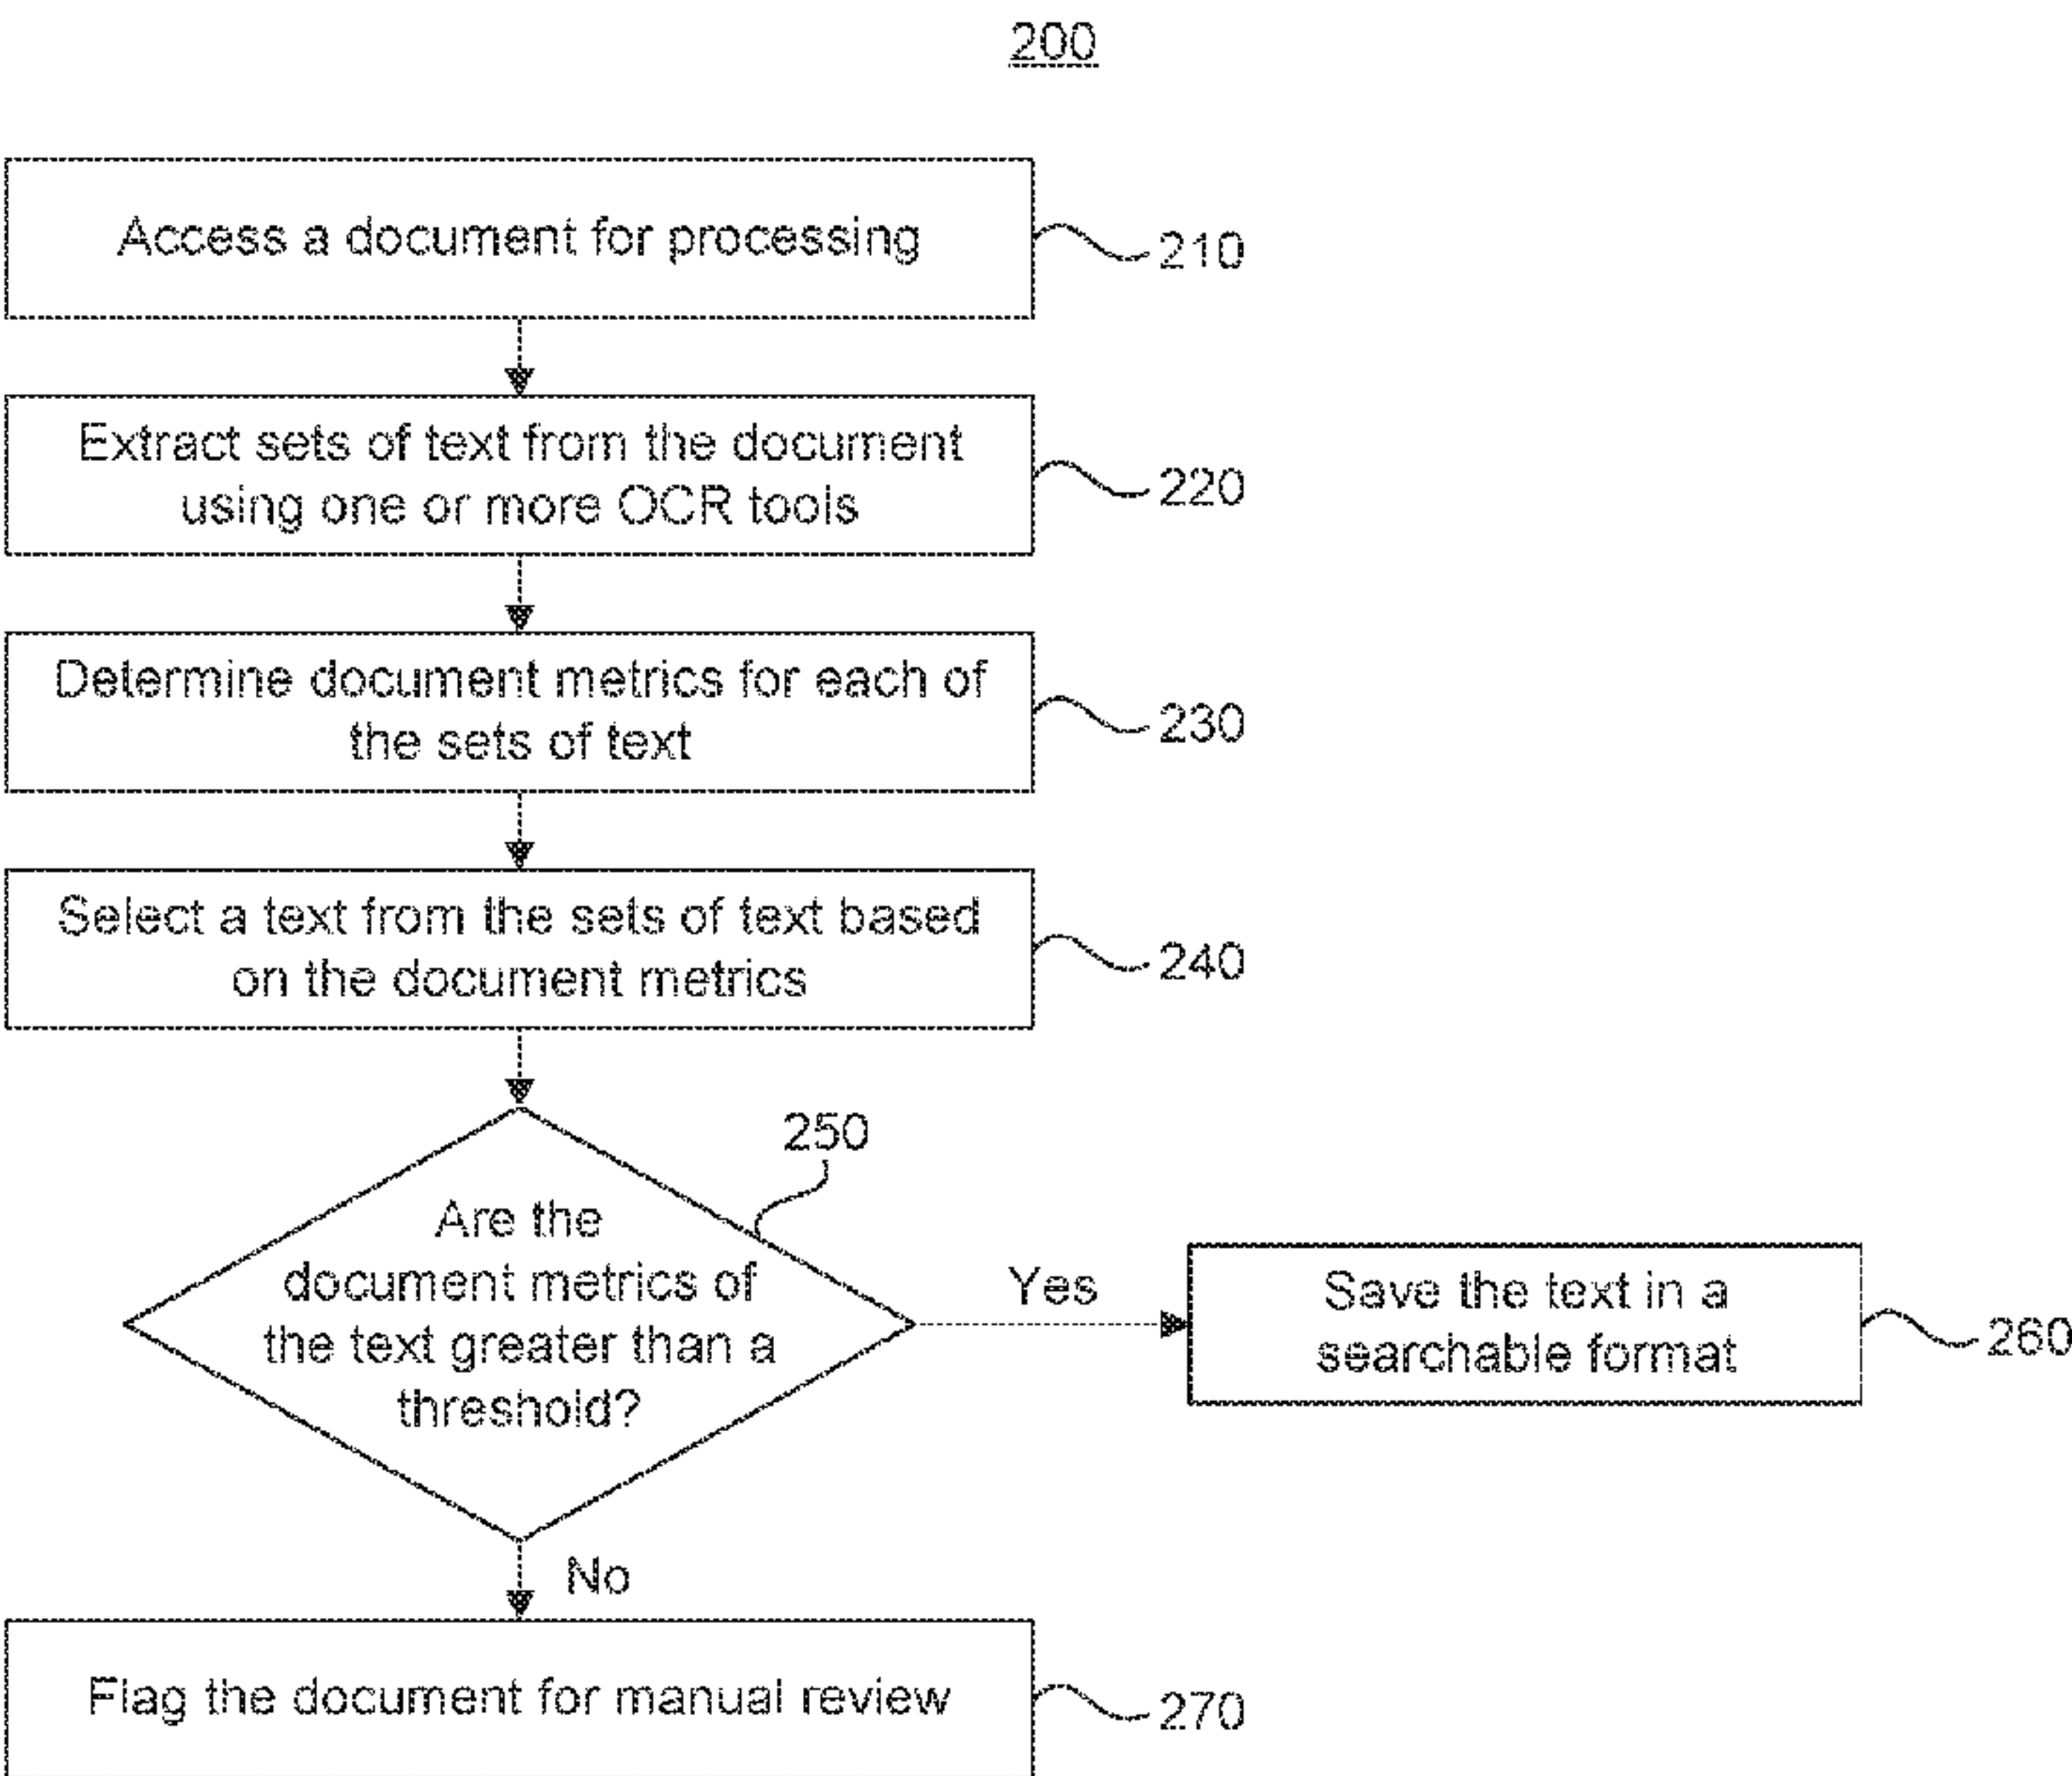 200
Access a document for processing
210
Extract sets of text from the document
using one or more OCR tools
220
Determine document metrics for each of
the sets of text
230
Select a text from the sets of text based
on the document metrics
240
250
Are the
document metrics of
the text greater than a
threshold?
Yes
Save the text in a
searchable format
260
No
Flag the document for manual review
270